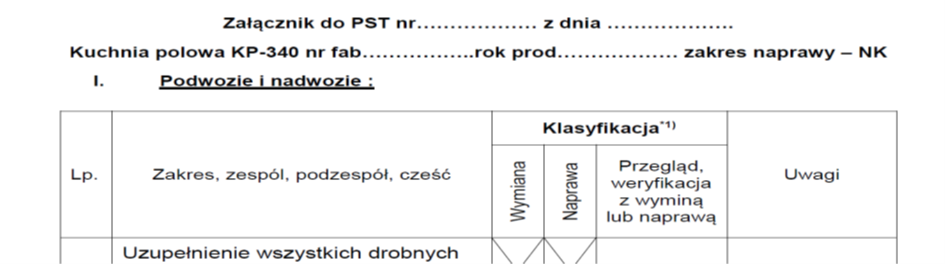 Załącznik do PST nr……………… z dnia ……………….
Kuchnia polowa KP-340 nr fab……………..rok prod……………… zakres naprawy – NK
I. Podwozie i nadwozie :
Lp.
Zakres, zespól, podzespół, cześć
Klasyfikacja*1)
Wymiana
Naprawa
Przegląd,
weryfikacja
z wyminą
lub naprawą
Uwagi
Uzupełnienie wszystkich drobnych